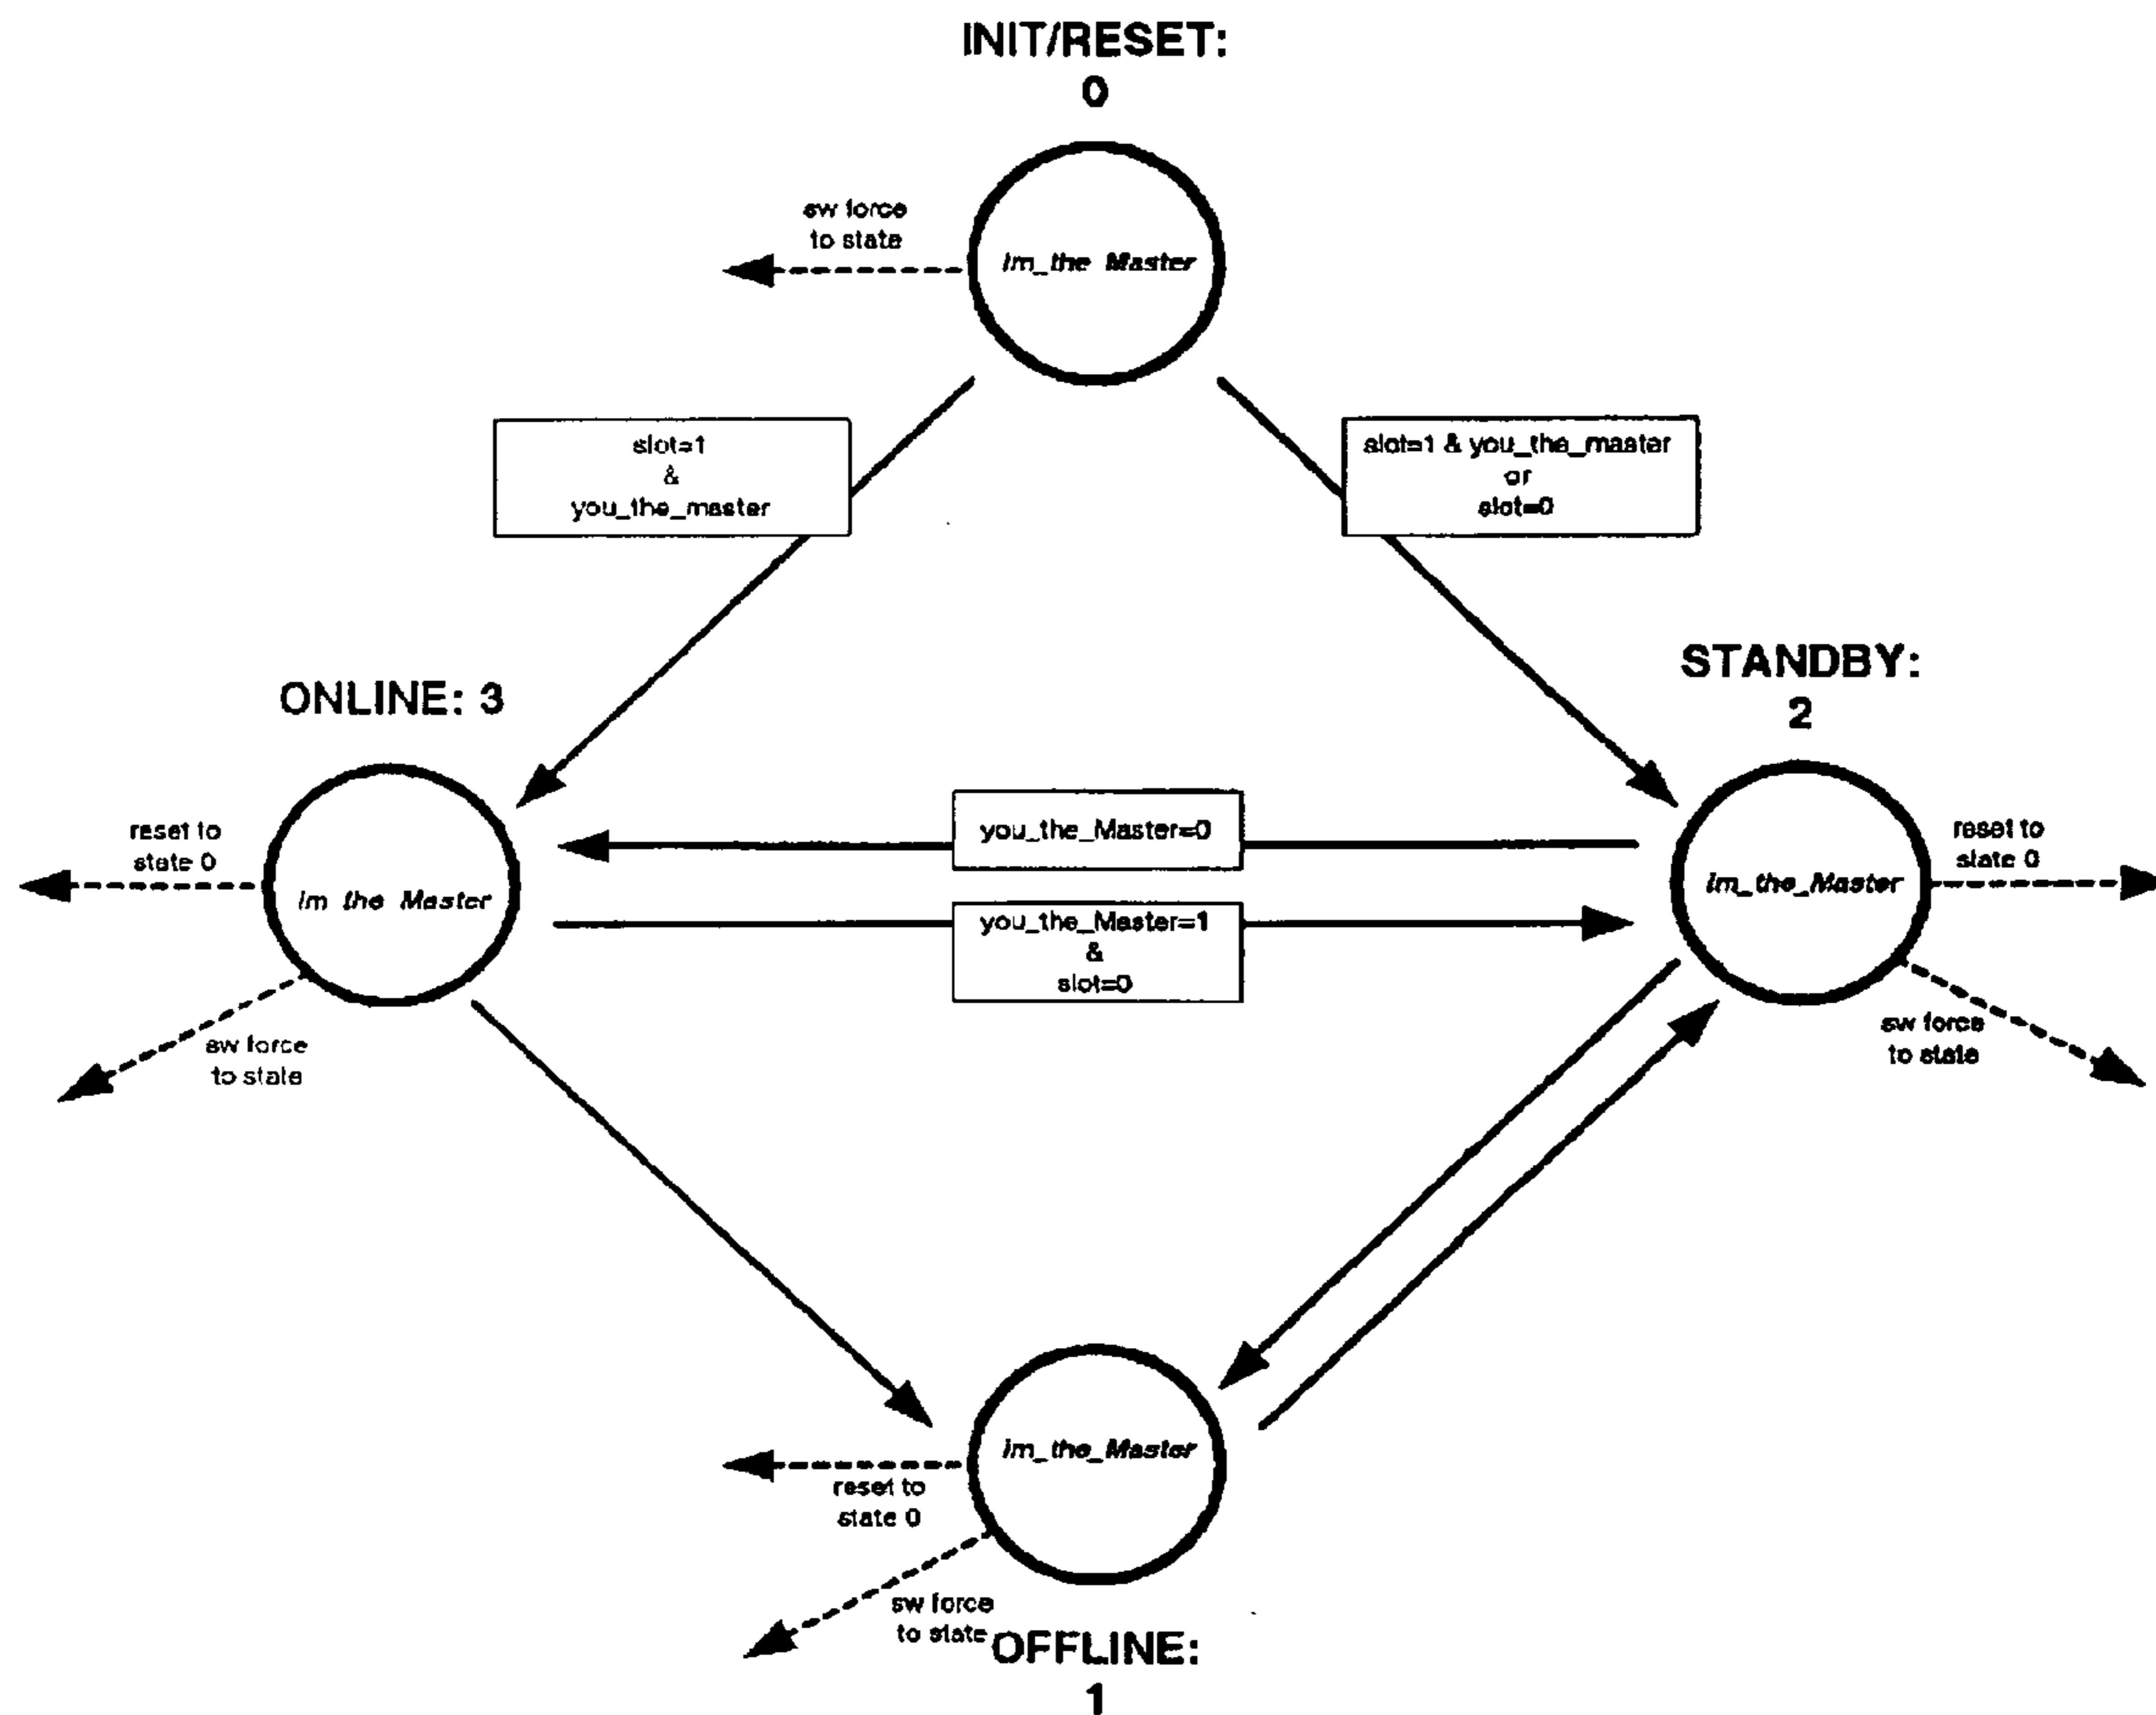 INIT/RESET:
0
sw force
to state
Im_the Master
slot=1
&
you_the_master
slot=1 & you_the_master
or
slot=0
STANDBY:
2
ONLINE: 3
you_the_Master=0
reset to
state 0
reset to
state 0
Im the Master
Im_the_Master
you_the_Master=1
&
slot=0
sw force
to state
sw force
to state
Im_the_Master
reset to
state 0
sw force
to state
OFFLINE:
1